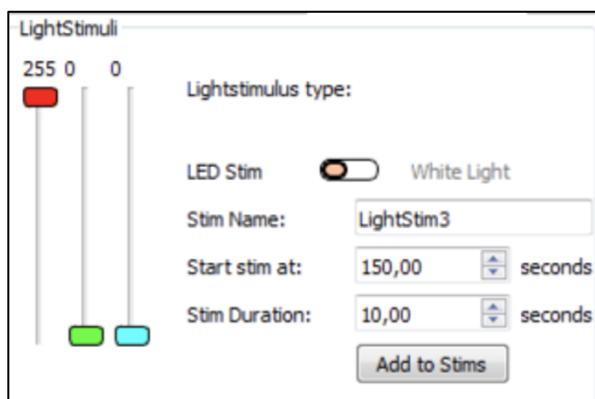 LightStimuli
255 0 0
Lightstimulus type:
LED Stim White Light
Stim Name: LightStim3
Start stim at: 150,00 seconds
Stim Duration: 10,00 seconds
Add to Stims